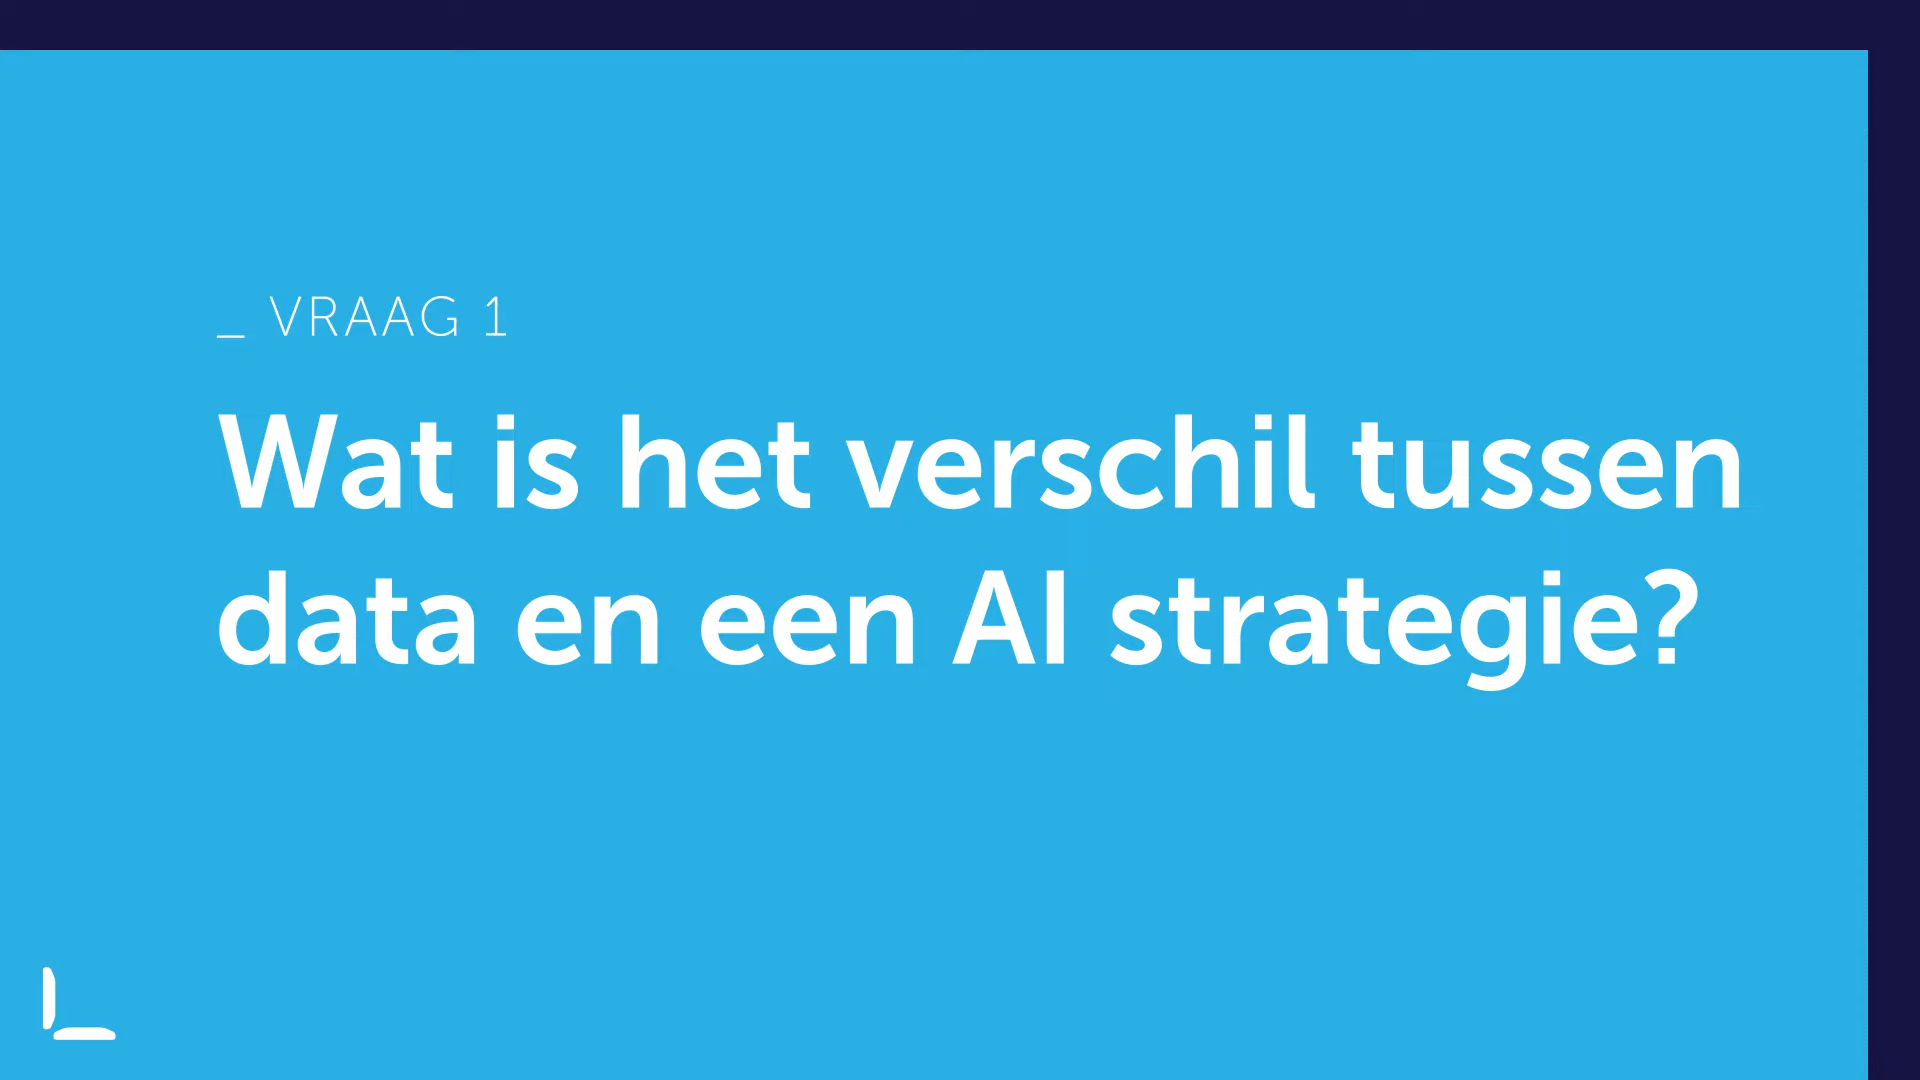 _ VRAAG 1
Wat is het verschil tussen
data en een AI strategie?